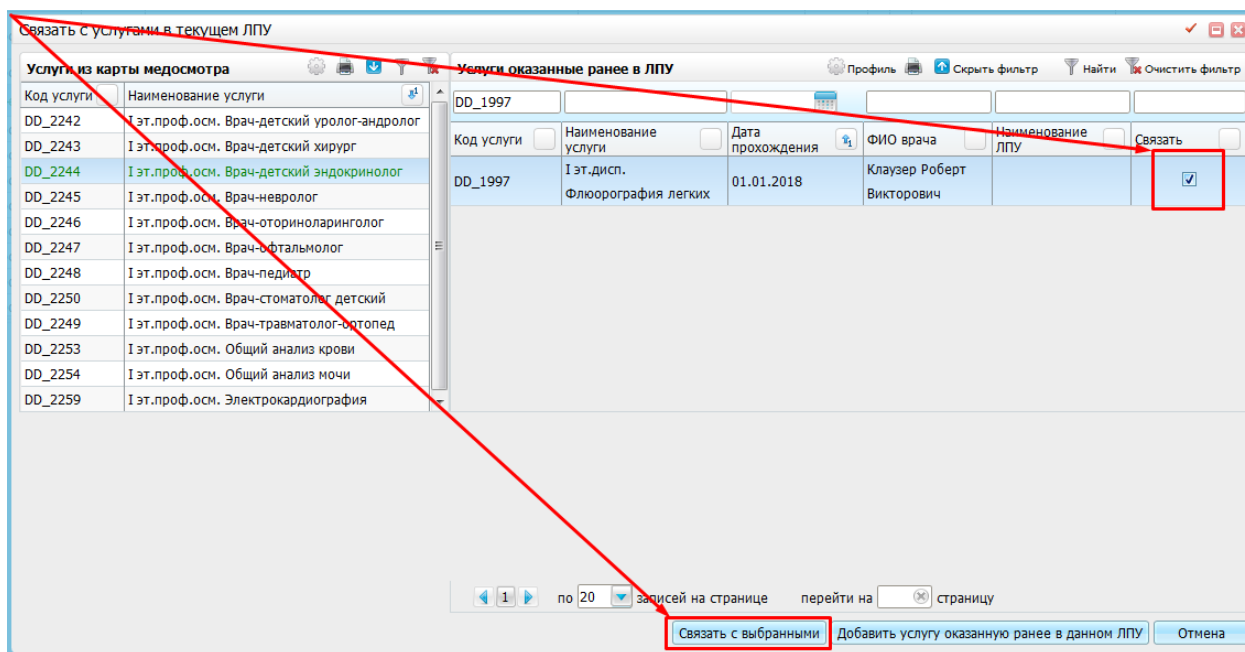 Связать с услугами в текущем ЛПУ
Услуги из карты медосмотра
Код услуги Наименование услуги
DD_2242 I эт.проф.осм. Врач-детский уролог-андролог
DD_2243 I эт.проф.осм. Врач-детский хирург
DD_2244 I эт.проф.осм. Врач-детский эндокринолог
DD_2245 I эт.проф.осм. Врач-невролог
DD_2246 I эт.проф.осм. Врач-оториноларинголог
DD_2247 I эт.проф.осм. Врач-офтальмолог
DD_2248 I эт.проф.осм. Врач-педиатр
DD_2250 I эт.проф.осм. Врач-стоматолог детский
DD_2249 I эт.проф.осм. Врач-травматолог-ортопед
DD_2253 I эт.проф.осм. Общий анализ крови
DD_2254 I эт.проф.осм. Общий анализ мочи
DD_2259 I эт.проф.осм. Электрокардиография
Услуги оказанные ранее в ЛПУ Профиль Скрыть фильтр Найти Очистить фильтр
DD_1997
Код услуги Наименование услуги Дата прохождения ФИО врача Наименование ЛПУ Связать
DD_1997 I эт.дисп. Флюорография легких 01.01.2018 Клаузер Роберт Викторович
1 по 20 записей на странице перейти на страницу
Связать с выбранными Добавить услугу оказанную ранее в данном ЛПУ Отмена